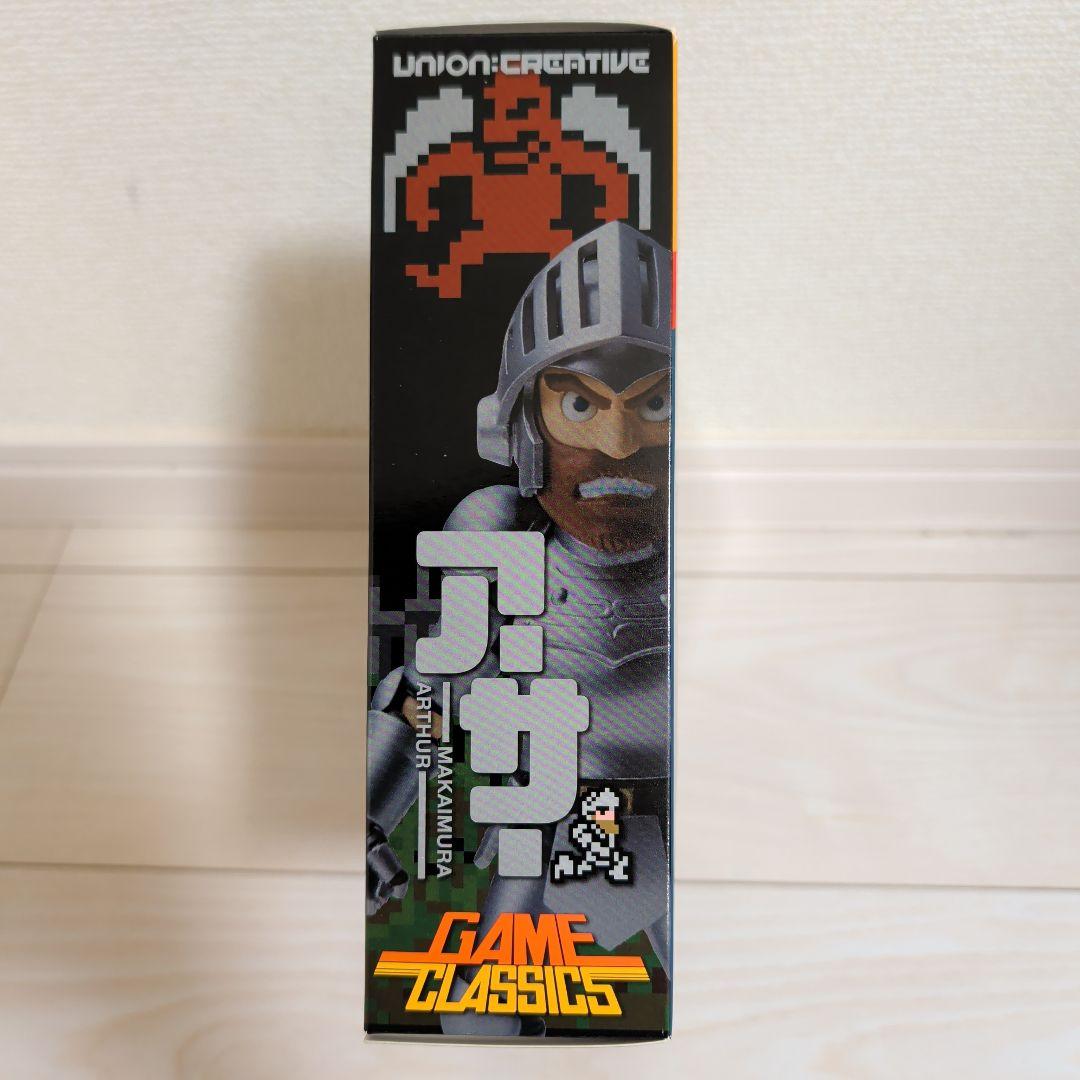 UNION:CREATIVE
アーサー
MAKAIMURA
ARTHUR
GAME
CLASSICS